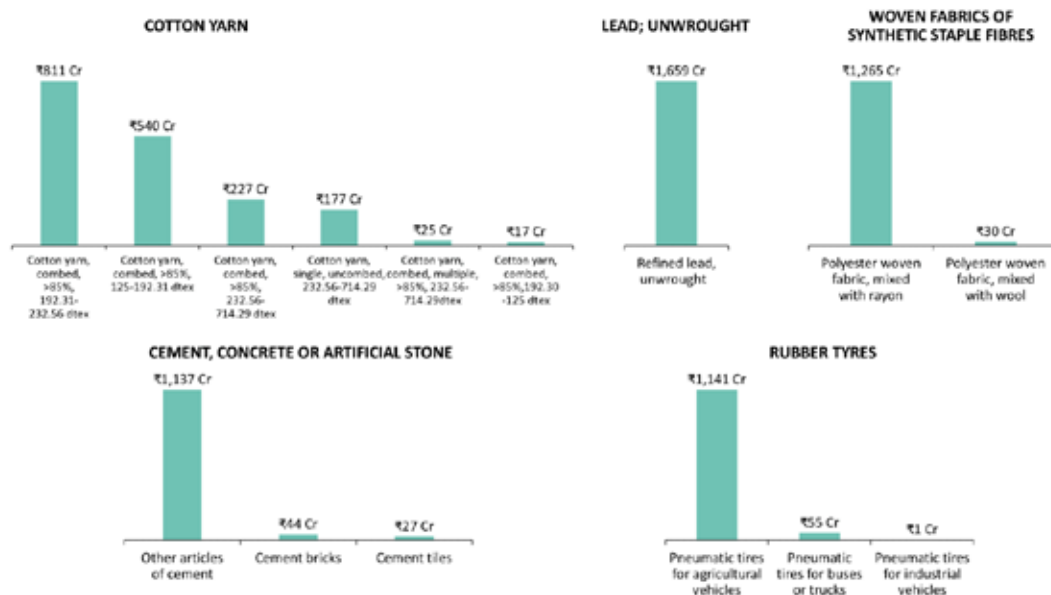 COTTON YARN
₹811 Cr
₹540 Cr
₹227 Cr
₹177 Cr
₹25 Cr
₹17 Cr
Cotton yarn,
combed,
>85%,
192.31-
232.56 dtex
Cotton yarn,
combed, >85%,
125-192.31 dtex
Cotton yarn,
combed,
>85%,
232.56-
714.29 dtex
Cotton yarn,
single, uncombed,
232.56-714.29
dtex
Cotton yarn,
combed, multiple,
>85%, 232.56-
714.29dtex
Cotton yarn,
combed,
>85%,192.30
-125 dtex
LEAD; UNWROUGHT
₹1,659 Cr
Refined lead,
unwrought
WOVEN FABRICS OF
SYNTHETIC STAPLE FIBRES
₹1,265 Cr
₹30 Cr
Polyester woven
fabric, mixed
with rayon
Polyester woven
fabric, mixed
with wool
CEMENT, CONCRETE OR ARTIFICIAL STONE
₹1,137 Cr
₹44 Cr
₹27 Cr
Other articles
of cement
Cement bricks
Cement tiles
RUBBER TYRES
₹1,141 Cr
₹55 Cr
₹1 Cr
Pneumatic tires
for agricultural
vehicles
Pneumatic
tires for buses
or trucks
Pneumatic tires
for industrial
vehicles